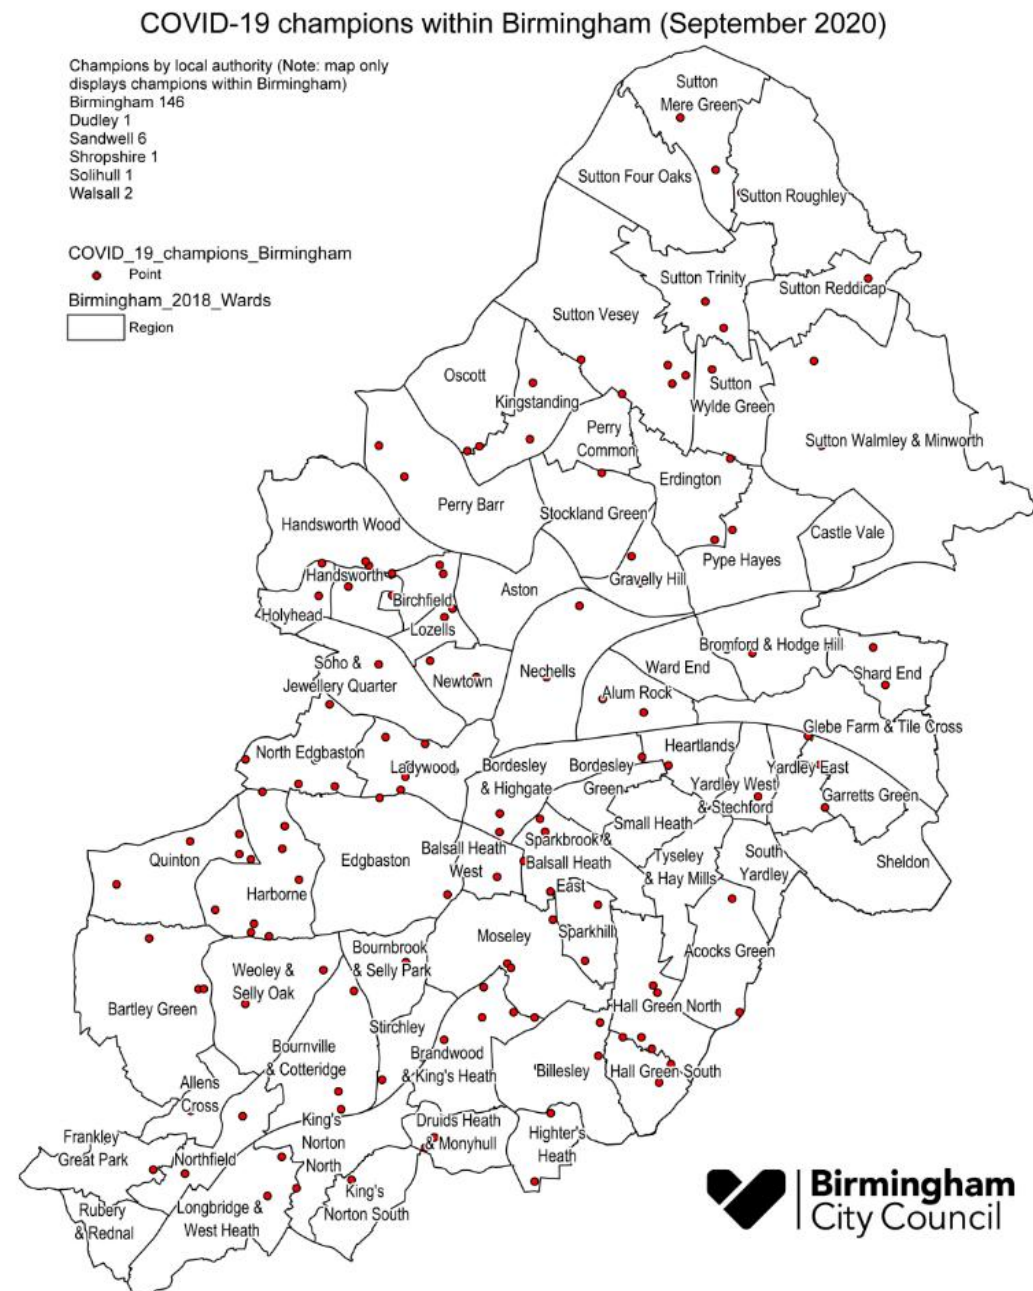 COVID-19 champions within Birmingham (September 2020)
Champions by local authority (Note: map only
displays champions within Birmingham)
Birmingham 146
Dudley 1
Sandwell 6
Shropshire 1
Solihull 1
Walsall 2
COVID_19_champions_Birmingham
Point
Birmingham_2018_Wards
Region
Sutton
Mere Green
Sutton Four Oaks
Sutton Roughley
Sutton Trinity
Sutton Reddicap
Sutton Vesey
Oscott
Kingstanding
Sutton
Wylde Green
Perry
Common
Sutton Walmley & Minworth
Erdington
Perry Barr
Stockland Green
Handsworth Wood
Castle Vale
Pype Hayes
Handsworth
Gravelly Hill
Aston
Birchfield
Holyhead
Lozells
Bromford & Hodge Hill
Soho &
Jewellery Quarter
Newtown
Nechells
Ward End
Shard End
Alum Rock
Glebe Farm & Tile Cross
North Edgbaston
Ladywood
Bordesley
& Highgate
Bordesley
Green
Heartlands
Yardley East
Yardley West
& Stechford
Garretts Green
Small Heath
Sparkbrook &
Balsall Heath
East
Balsall Heath
West
Quinton
Edgbaston
Tyseley
& Hay Mills
South
Yardley
Sheldon
Harborne
Moseley
Sparkhill
Acocks Green
Bournbrook
& Selly Park
Weoley &
Selly Oak
Bartley Green
Hall Green North
Stirchley
Bournville
& Cotteridge
Brandwood
& King's Heath
Billesley
Hall Green South
Allens
Cross
King's
Norton
North
Druids Heath
& Monyhull
Highter's
Heath
Frankley
Great Park
Northfield
Rubery
& Rednal
Longbridge &
West Heath
King's
Norton South
Birmingham
City Council